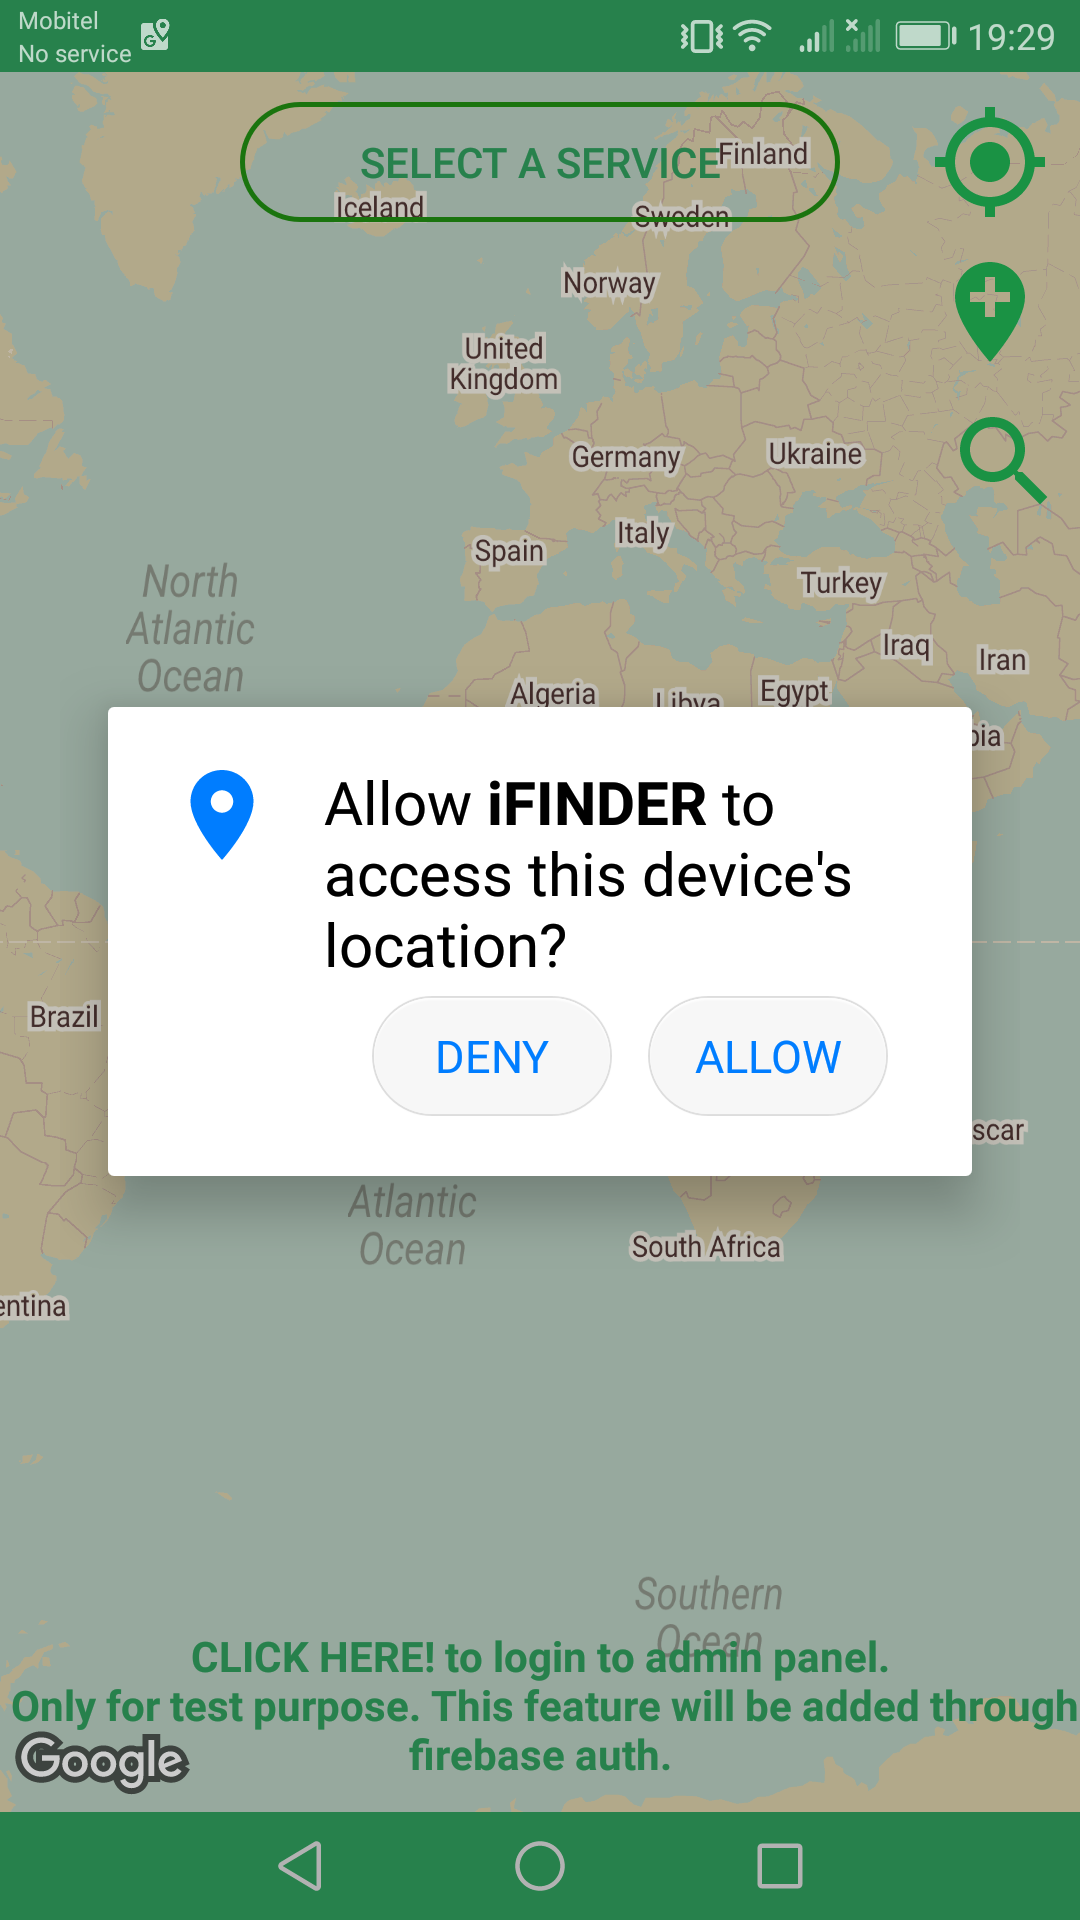 Mobitel
No service
19:29
SELECT A SERVICE
Finland
Iceland
Sweden
Norway
United
Kingdom
Germany
Ukraine
Italy
Spain
Turkey
North
Atlantic
Ocean
Iraq
Iran
Algeria
Libya
Egypt
bia
Allow iFINDER to
access this device's
location?
Brazil
DENY
ALLOW
scar
Atlantic
Ocean
South Africa
entina
Southern
Ocean
CLICK HERE! to login to admin panel.
Only for test purpose. This feature will be added through
firebase auth.
Google